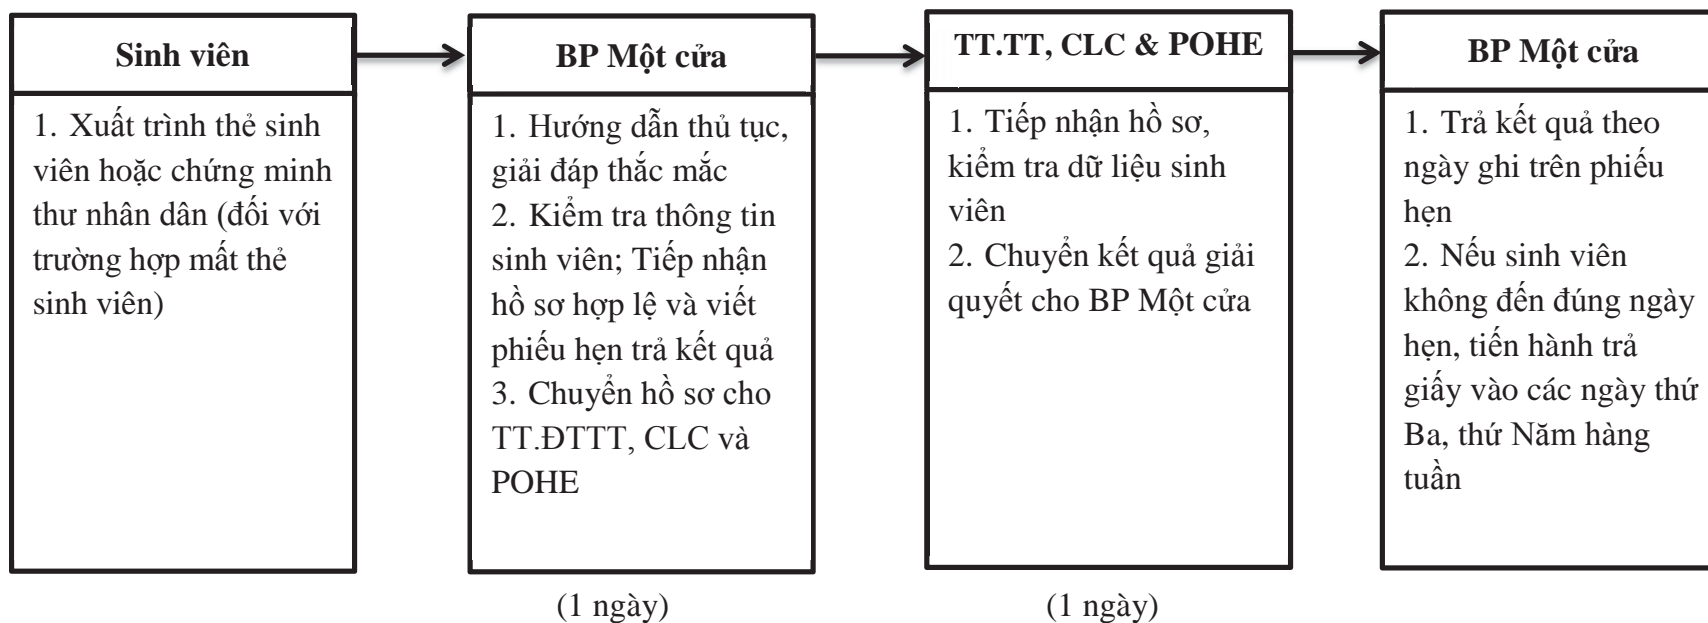 Sinh viên
1. Xuất trình thẻ sinh
viên hoặc chứng minh
thư nhân dân (đối với
trường hợp mất thẻ
sinh viên)
BP Một cửa
1. Hướng dẫn thủ tục,
giải đáp thắc mắc
2. Kiểm tra thông tin
sinh viên; Tiếp nhận
hồ sơ hợp lệ và viết
phiếu hẹn trả kết quả
3. Chuyển hồ sơ cho
TT.ĐTTT, CLC và
POHE
(1 ngày)
TT.TT, CLC & POHE
1. Tiếp nhận hồ sơ,
kiểm tra dữ liệu sinh
viên
2. Chuyển kết quả giải
quyết cho BP Một cửa
(1 ngày)
BP Một cửa
1. Trả kết quả theo
ngày ghi trên phiếu
hẹn
2. Nếu sinh viên
không đến đúng ngày
hẹn, tiến hành trả
giấy vào các ngày thứ
Ba, thứ Năm hàng
tuần